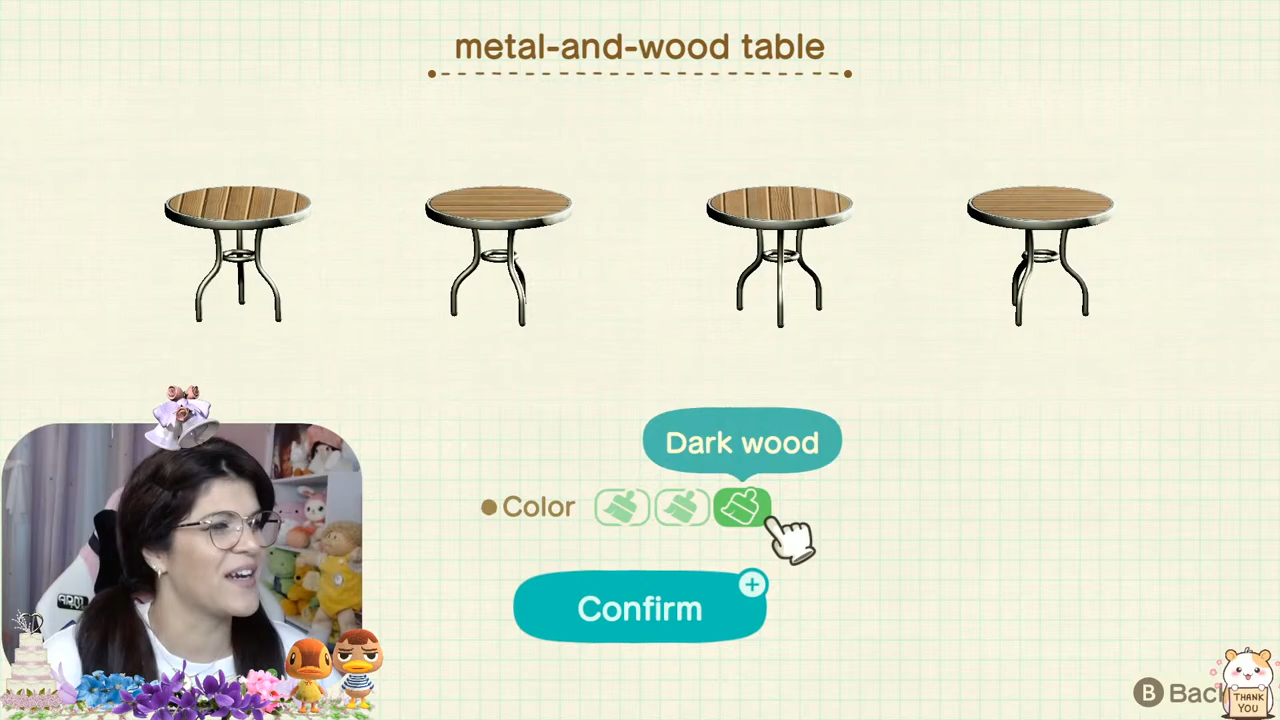 metal-and-wood table
Dark wood
Color
Confirm
B Back
THANK
YOU